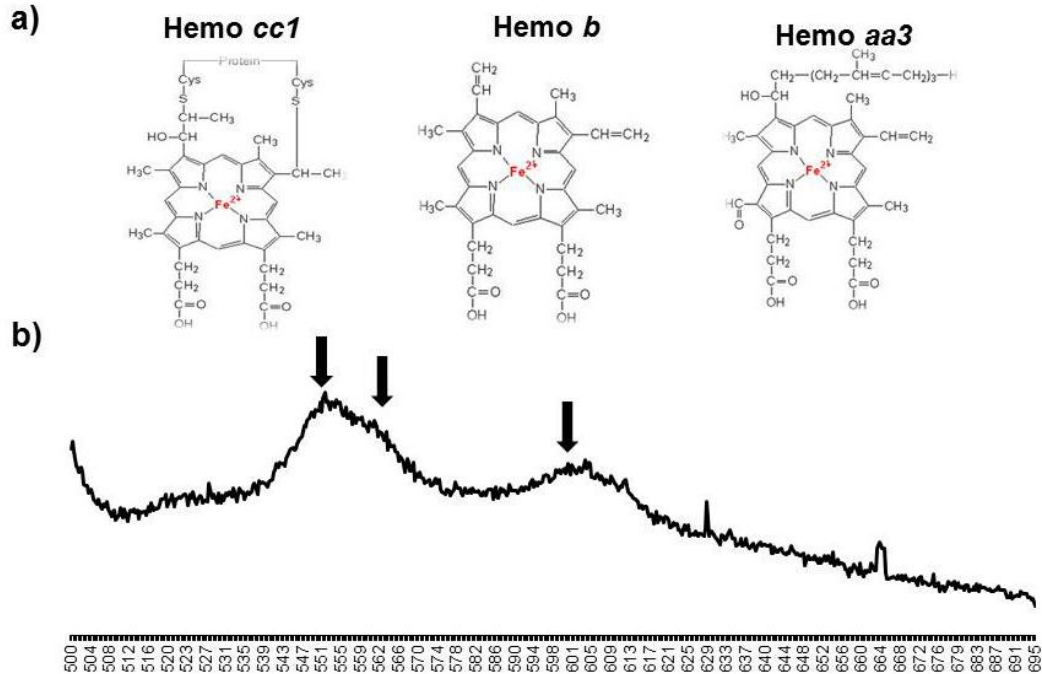 a)
Hemo cc1
Protein
Cys
Cys
S
S
CH—CH3
HO—CH
CH3
H3C
CH—CH3
N
N
Fe2+
N
N
H3C
CH3
CH2
CH2
CH2
CH2
C=O
C=O
OH
OH
Hemo b
CH2
CH
CH3
H3C
CH=CH2
N
N
Fe2+
N
N
H3C
CH3
CH2
CH2
CH2
CH2
C=O
C=O
OH
OH
Hemo aa3
CH3
CH2—(CH2—CH=C—CH2)3—H
HO—CH
CH3
H3C
CH=CH2
N
N
Fe2+
N
N
HC
O
CH3
CH2
CH2
CH2
CH2
C=O
C=O
OH
OH
b)
500 504 508 512 516 520 523 527 531 535 539 543 547 551 555 559 562 566 570 574 578 582 586 590 594 598 601 605 609 613 617 621 625 629 633 637 640 644 648 652 656 660 664 668 672 676 679 683 687 691 695